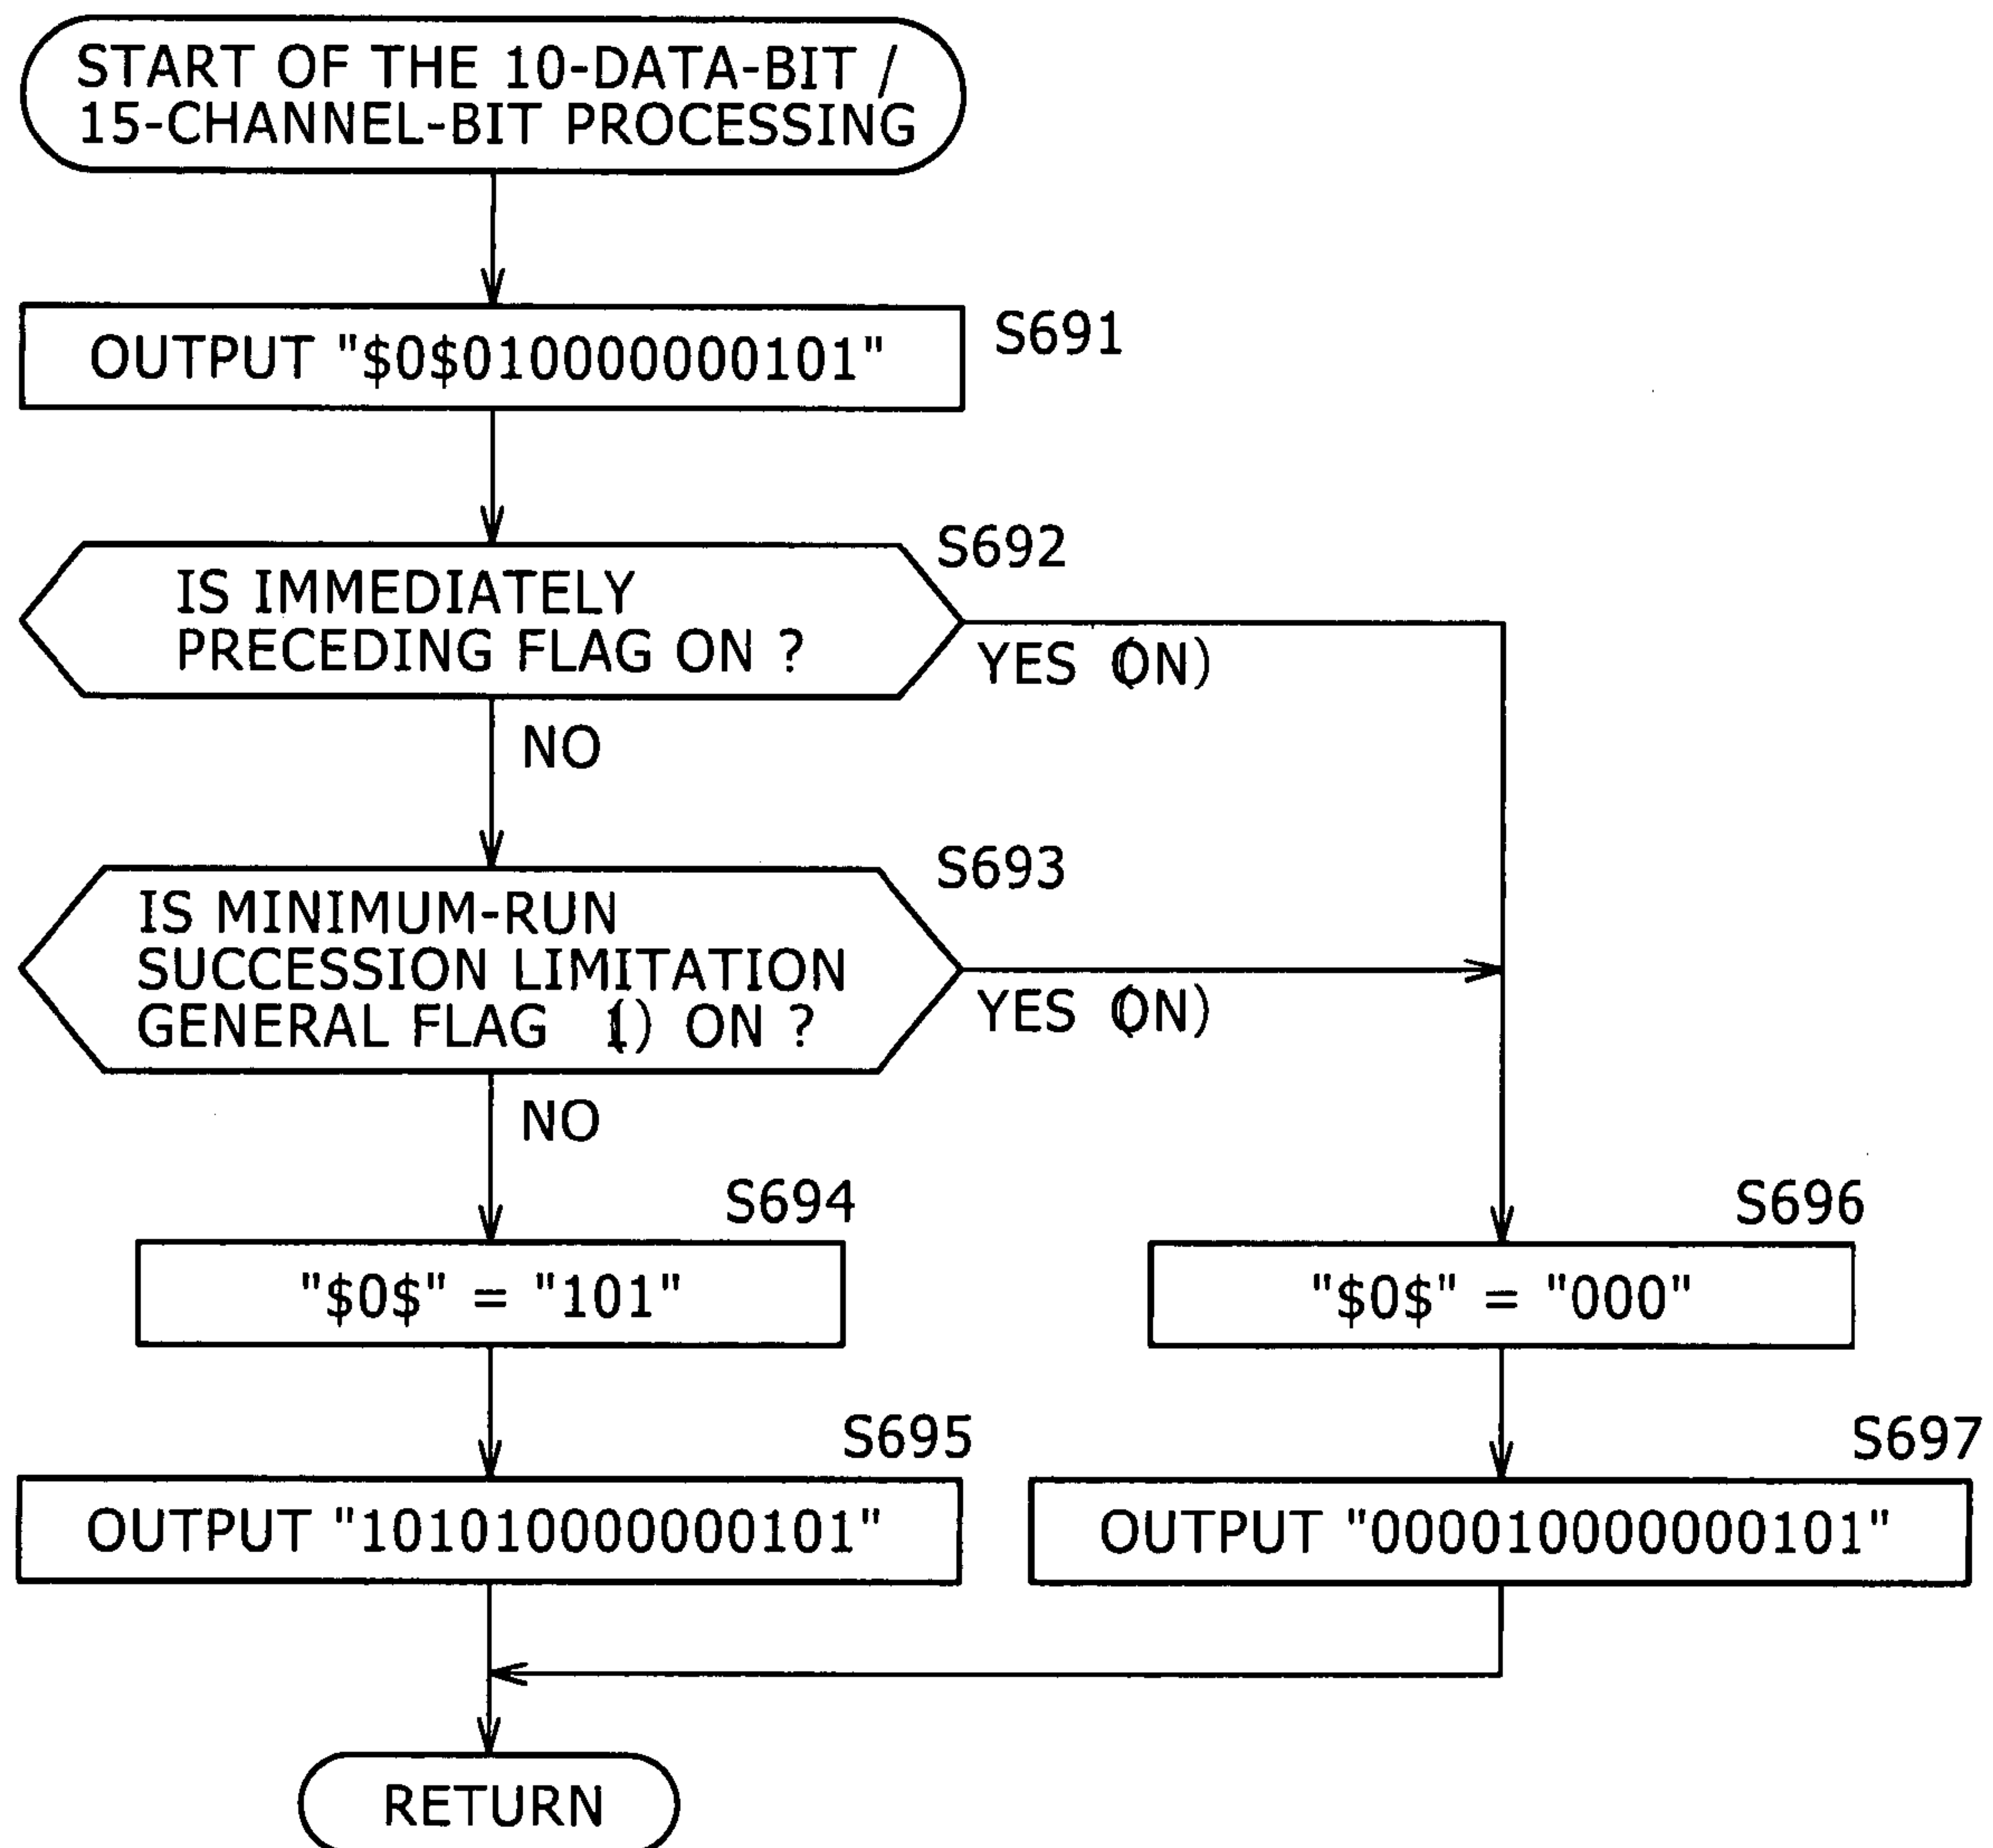 START OF THE 10-DATA-BIT /
15-CHANNEL-BIT PROCESSING
OUTPUT "$0$010000000101"
S691
S692
IS IMMEDIATELY
PRECEDING FLAG ON ?
YES (ON)
NO
S693
IS MINIMUM-RUN
SUCCESSION LIMITATION
GENERAL FLAG (1) ON ?
YES (ON)
NO
S694
"$0$" = "101"
S696
"$0$" = "000"
S695
OUTPUT "101010000000101"
S697
OUTPUT "000010000000101"
RETURN